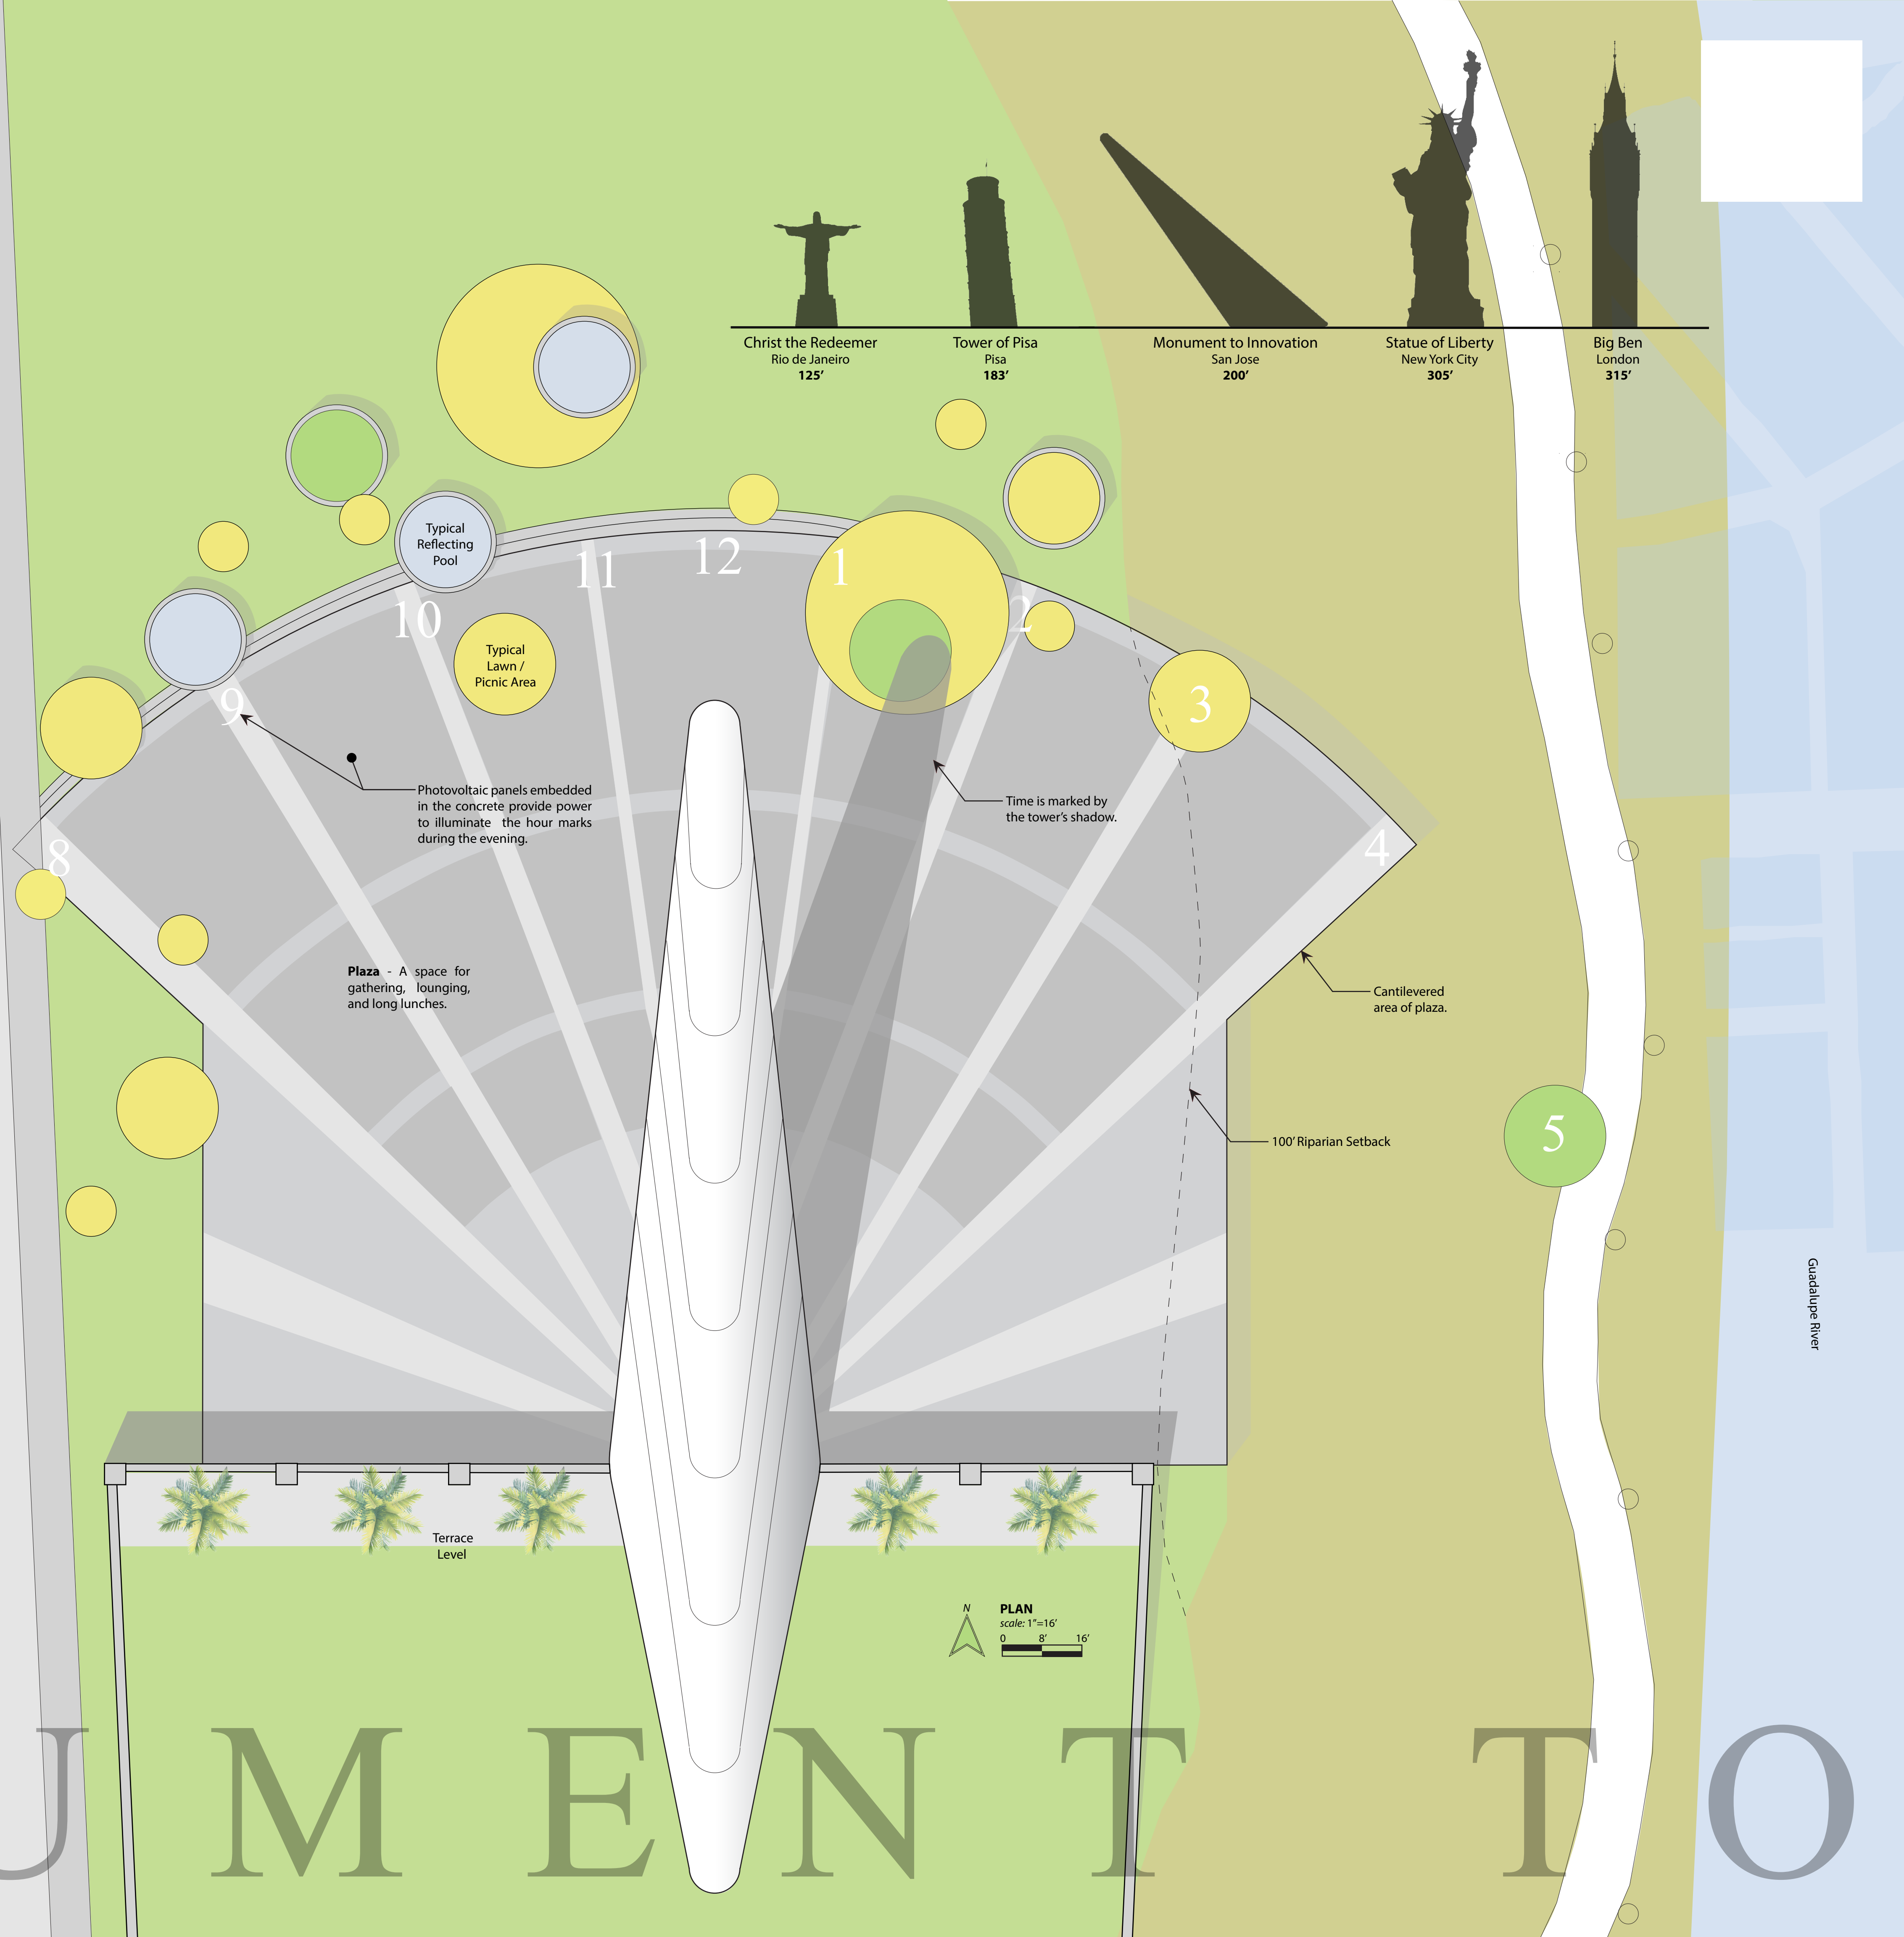 Christ the Redeemer
Rio de Janeiro
125’
Tower of Pisa
Pisa
183’
Monument to Innovation
San Jose
200’
Statue of Liberty
New York City
305’
Big Ben
London
315’
Typical
Reflecting
Pool
Typical
Lawn /
Picnic Area
8
9
10
11
12
1
2
3
4
5
Photovoltaic panels embedded
in the concrete provide power
to illuminate the hour marks
during the evening.
Time is marked by
the tower’s shadow.
Plaza - A space for
gathering, lounging,
and long lunches.
Cantilevered
area of plaza.
100’ Riparian Setback
Guadalupe River
Terrace
Level
N
PLAN
scale: 1”=16’
0 8’ 16’
UMENT TO